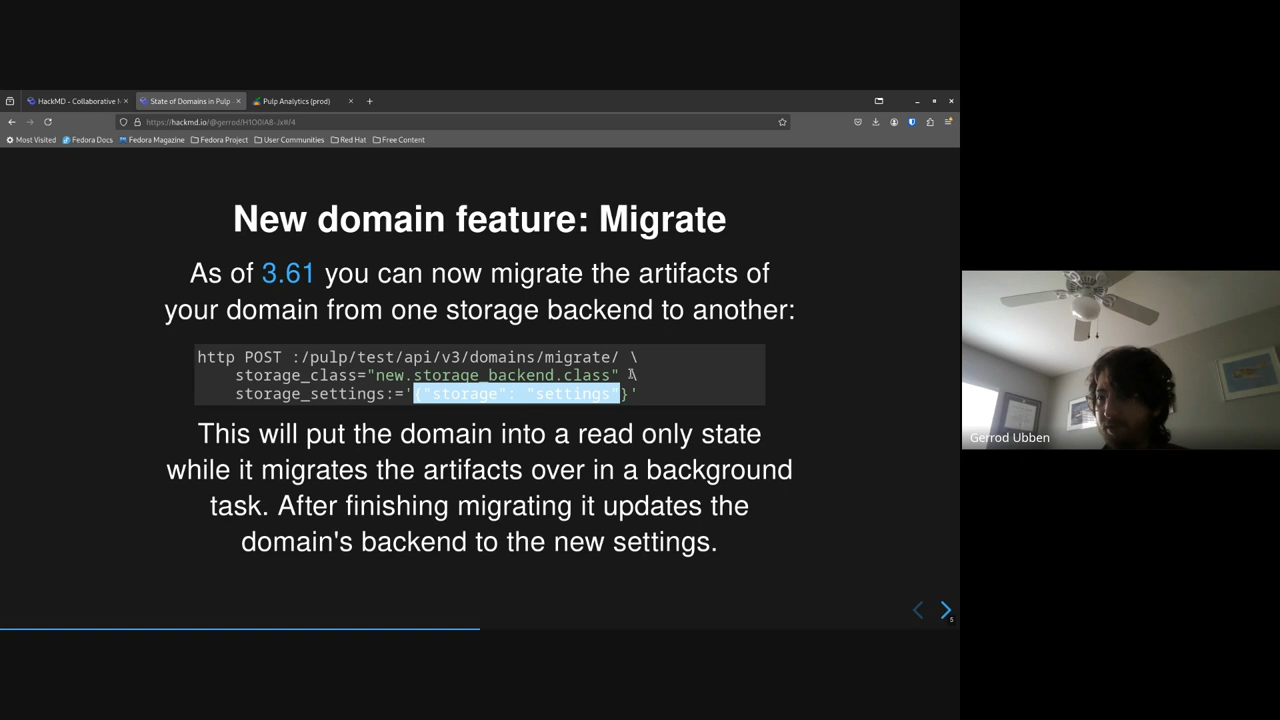 HackMD - Collaborative M
State of Domains in Pulp
Pulp Analytics (prod)
https://hackmd.io/@gerrod/
Most Visited
Fedora Docs
Fedora Magazine
Fedora Project
User Communities
Red Hat
Free Content
New domain feature: Migrate
As of 3.61 you can now migrate the artifacts of
your domain from one storage backend to another:
http POST :/pulp/test/api/v3/domains/migrate/ \
storage_class="new.storage_backend.class" \
storage_settings:='{"storage": "settings"}'
This will put the domain into a read only state
while it migrates the artifacts over in a background
task. After finishing migrating it updates the
domain's backend to the new settings.
5
Gerrod Ubben